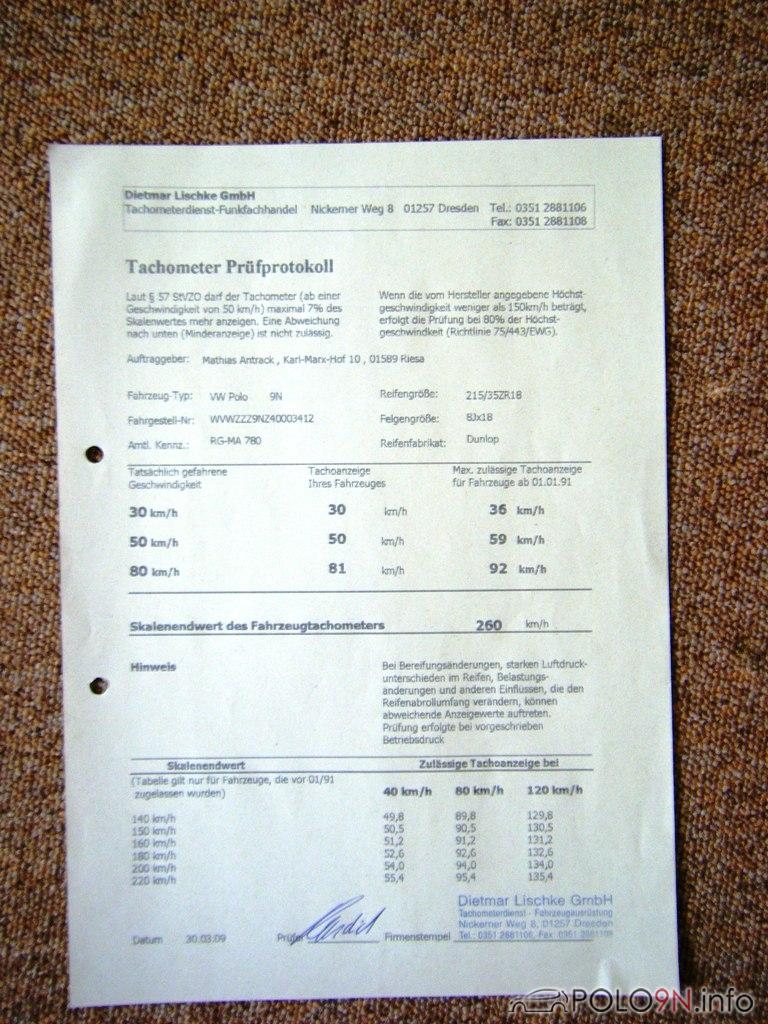 Dietmar Lischke GmbH
Tachometerdienst-Funkfachhandel Nickerner Weg 8 01257 Dresden Tel.: 0351 2881106
Fax: 0351 2881108
Tachometer Prüfprotokoll
Laut § 57 StVZO darf der Tachometer (ab einer
Geschwindigkeit von 50 km/h) maximal 7% des
Skalenwertes mehr anzeigen. Eine Abweichung
nach unten (Minderanzeige) ist nicht zulässig.
Wenn die vom Hersteller angegebene Höchst-
geschwindigkeit weniger als 150km/h beträgt,
erfolgt die Prüfung bei 80% der Höchst-
geschwindkeit (Richtlinie 75/443/EWG).
Auftraggeber: Mathias Antrack , Karl-Marx-Hof 10 , 01589 Riesa
Fahrzeug-Typ: VW Polo 9N Reifengröße: 215/35ZR18
Fahrgestell-Nr: WVWZZZ9NZ40003412 Felgengröße: 8Jx18
Amtl. Kennz.: RG-MA 780 Reifenfabrikat: Dunlop
Tatsächlich gefahrene Tachoanzeige Max. zulässige Tachoanzeige
Geschwindigkeit Ihres Fahrzeuges für Fahrzeuge ab 01.01.91
30 km/h 30 km/h 36 km/h
50 km/h 50 km/h 59 km/h
80 km/h 81 km/h 92 km/h
Skalenendwert des Fahrzeugtachometers 260 km/h
Hinweis
Bei Bereifungsänderungen, starken Luftdruck-
unterschieden im Reifen, Belastungs-
änderungen und anderen Einflüssen, die den
Reifenabrollumfang verändern, können
abweichende Anzeigewerte auftreten.
Prüfung erfolgte bei vorgeschrieben
Betriebsdruck
Skalenendwert Zulässige Tachoanzeige bei
(Tabelle gilt nur für Fahrzeuge, die vor 01/91
zugelassen wurden) 40 km/h 80 km/h 120 km/h
140 km/h 49,8 89,8 129,8
150 km/h 50,5 90,5 130,5
160 km/h 51,2 91,2 131,2
180 km/h 52,6 92,6 132,6
200 km/h 54,0 94,0 134,0
220 km/h 55,4 95,4 135,4
Dietmar Lischke GmbH
Tachometerdienst - Fahrzeugausrüstung
Nickerner Weg 8, 01257 Dresden
Tel.: 0351 2881106, Fax: 0351 2881108
Datum 30.03.09 Prüfer Firmenstempel
POLO9N.info